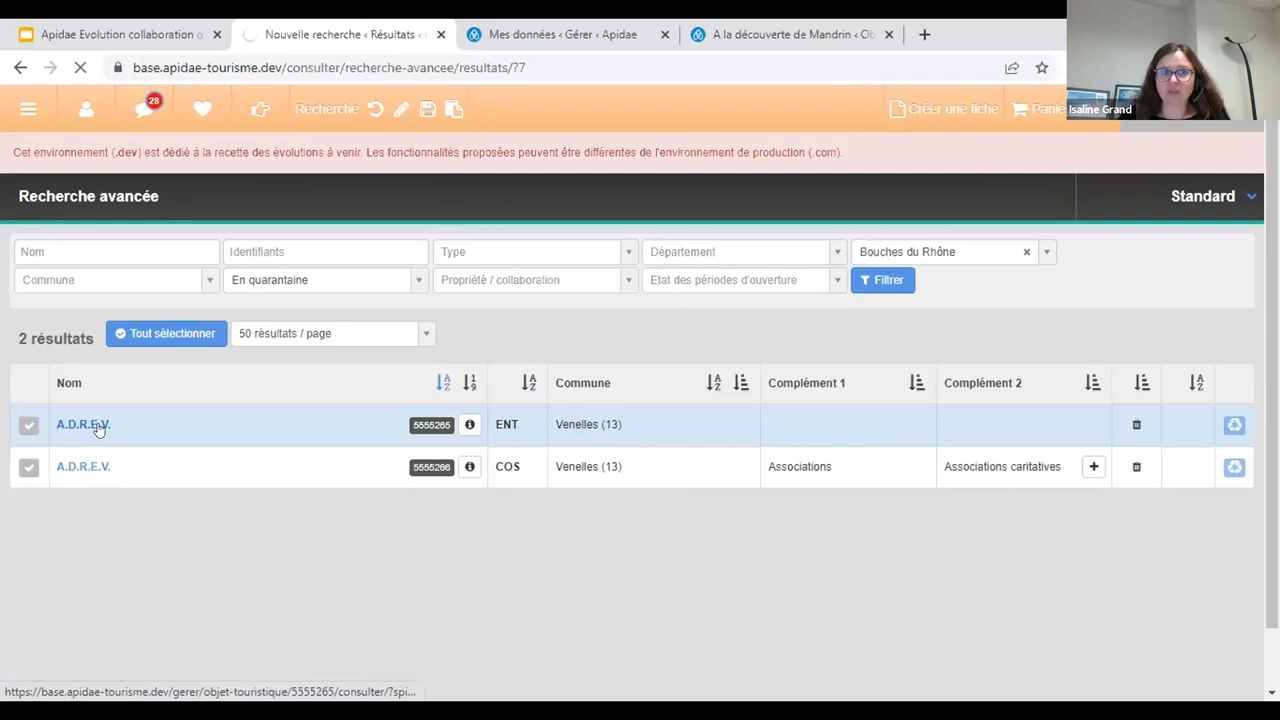 Apidae Evolution collaboration o
Nouvelle recherche ‹ Résultats ‹
Mes données ‹ Gérer ‹ Apidae
A la découverte de Mandrin ‹ Ob
base.apidae-tourisme.dev/consulter/recherche-avancee/resultats/?7
Isaline Grand
28
Recherche
Créer une fiche
Panie
Cet environnement (.dev) est dédié à la recette des évolutions à venir. Les fonctionnalités proposées peuvent être différentes de l'environnement de production (.com).
Recherche avancée
Standard
Nom
Identifiants
Type
Département
Bouches du Rhône
Commune
En quarantaine
Propriété / collaboration
Etat des périodes d'ouverture
Filtrer
2 résultats
Tout sélectionner
50 résultats / page
Nom
Commune
Complément 1
Complément 2
A.D.R.E.V.
5555265
ENT
Venelles (13)
A.D.R.E.V.
5555266
COS
Venelles (13)
Associations
Associations caritatives
https://base.apidae-tourisme.dev/gerer/objet-touristique/5555265/consulter/?spi...